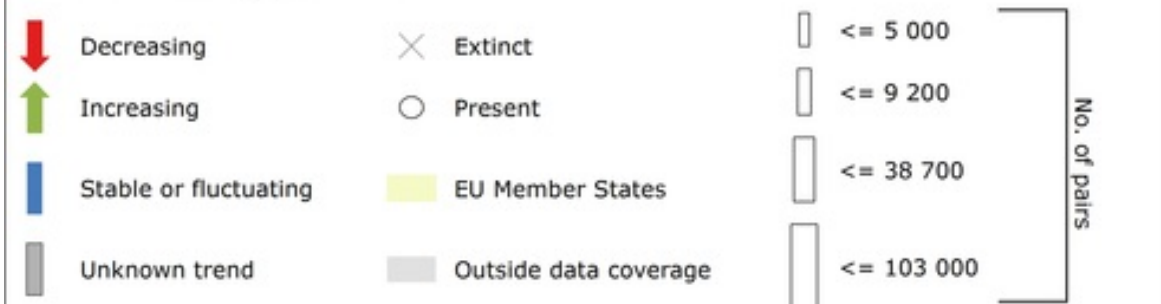 Decreasing
Increasing
Stable or fluctuating
Unknown trend
Extinct
Present
EU Member States
Outside data coverage
<= 5 000
<= 9 200
<= 38 700
<= 103 000
No. of pairs